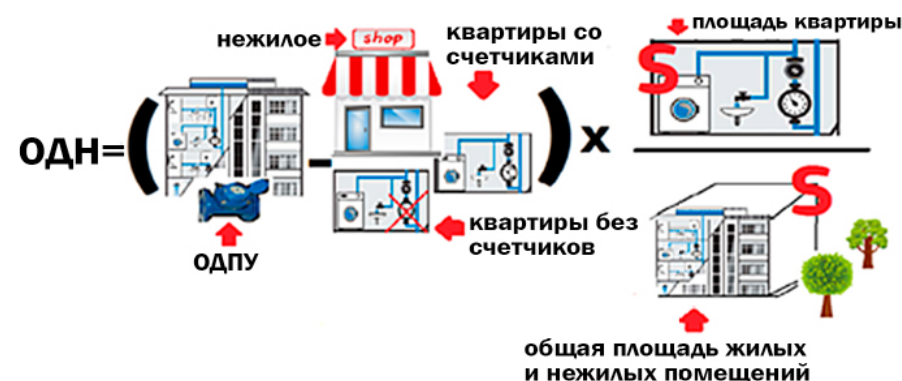 нежилое
shop
квартиры со
счетчиками
площадь квартиры
S
ОДН=(
-
) х
S
ОДПУ
квартиры без
счетчиков
общая площадь жилых
и нежилых помещений